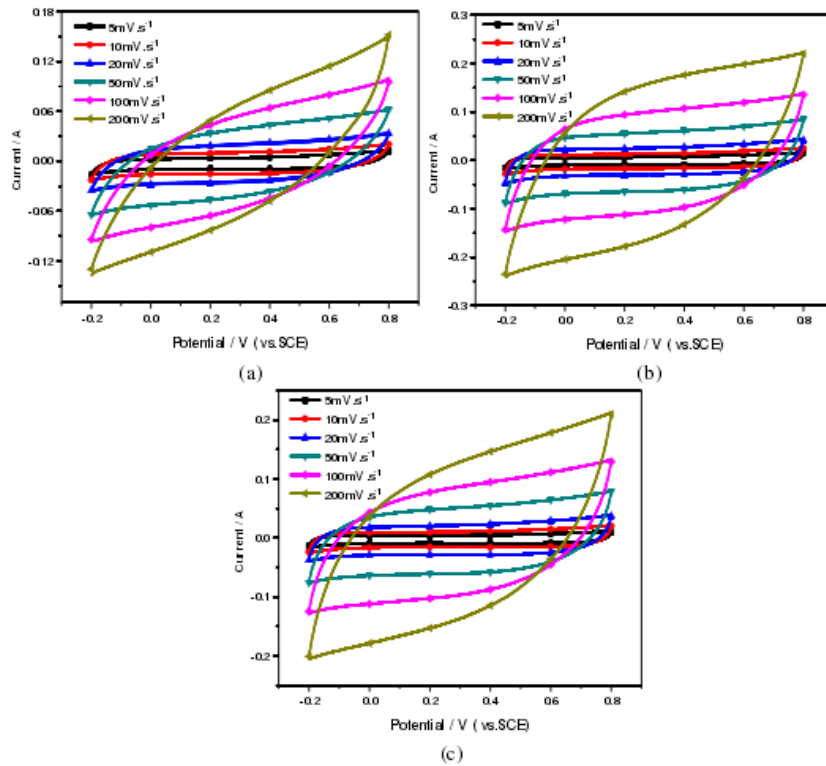 0.18
0.12
0.06
0.00
-0.06
-0.12
Current / A
5mV.s-1
10mV.s-1
20mV.s-1
50mV.s-1
100mV.s-1
200mV.s-1
-0.2 0.0 0.2 0.4 0.6 0.8
Potential / V ( vs.SCE)
(a)
0.3
0.2
0.1
0.0
-0.1
-0.2
-0.3
Current / A
5mV.s-1
10mV.s-1
20mV.s-1
50mV.s-1
100mV.s-1
200mV.s-1
-0.2 0.0 0.2 0.4 0.6 0.8
Potential / V ( vs.SCE)
(b)
0.2
0.1
0.0
-0.1
-0.2
Current / A
5mV.s-1
10mV.s-1
20mV.s-1
50mV.s-1
100mV.s-1
200mV.s-1
-0.2 0.0 0.2 0.4 0.6 0.8
Potential / V ( vs.SCE)
(c)